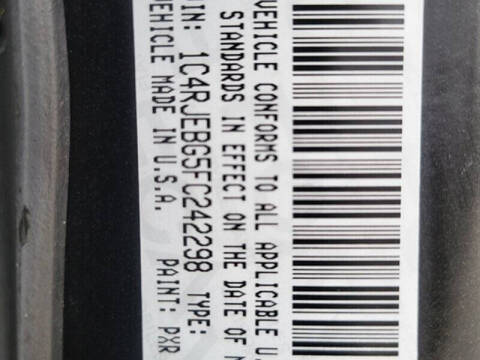 VEHICLE CONFORMS TO ALL APPLICABLE U.
STANDARDS IN EFFECT ON THE DATE OF
VIN: 1C4RJEBG5FC242298 TYPE:
VEHICLE MADE IN U.S.A. PAINT: PXR